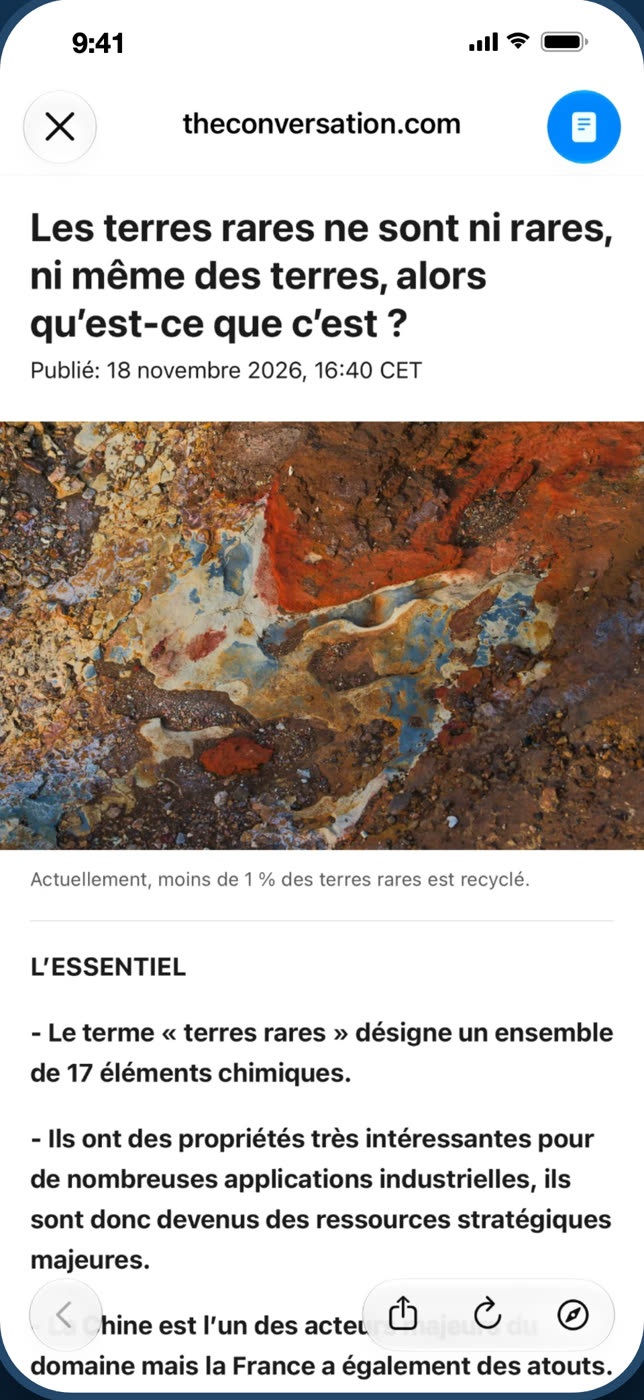 9:41
theconversation.com
Les terres rares ne sont ni rares,
ni même des terres, alors
qu’est-ce que c’est ?
Publié: 18 novembre 2026, 16:40 CET
Actuellement, moins de 1 % des terres rares est recyclé.
L’ESSENTIEL
- Le terme « terres rares » désigne un ensemble
de 17 éléments chimiques.
- Ils ont des propriétés très intéressantes pour
de nombreuses applications industrielles, ils
sont donc devenus des ressources stratégiques
majeures.
- La Chine est l’un des acteurs majeurs du
domaine mais la France a également des atouts.